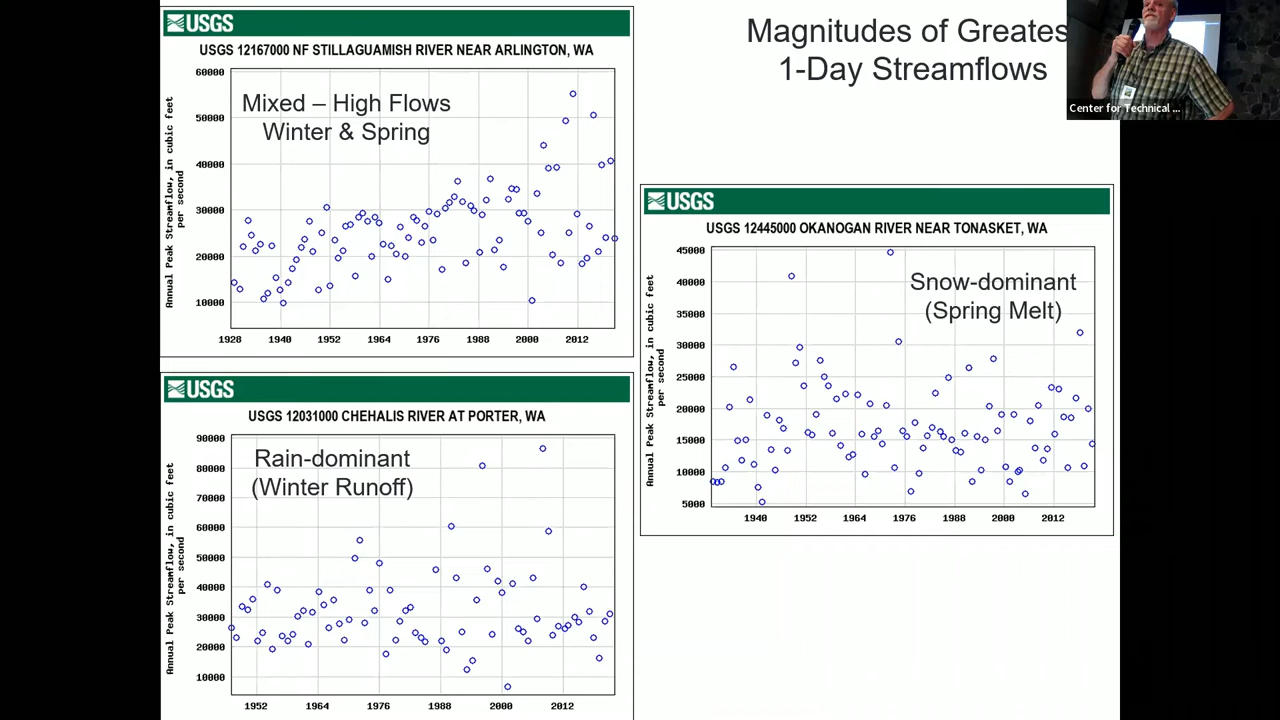 USGS
USGS 12167000 NF STILLAGUAMISH RIVER NEAR ARLINGTON, WA
Annual Peak Streamflow, in cubic feet
per second
60000
50000
40000
30000
20000
10000
Mixed – High Flows
Winter & Spring
1928 1940 1952 1964 1976 1988 2000 2012
USGS
USGS 12031000 CHEHALIS RIVER AT PORTER, WA
Annual Peak Streamflow, in cubic feet
per second
90000
80000
70000
60000
50000
40000
30000
20000
10000
Rain-dominant
(Winter Runoff)
1952 1964 1976 1988 2000 2012
Magnitudes of Greates
1-Day Streamflows
Center for Technical ...
USGS
USGS 12445000 OKANOGAN RIVER NEAR TONASKET, WA
Annual Peak Streamflow, in cubic feet
per second
45000
40000
35000
30000
25000
20000
15000
10000
5000
Snow-dominant
(Spring Melt)
1940 1952 1964 1976 1988 2000 2012